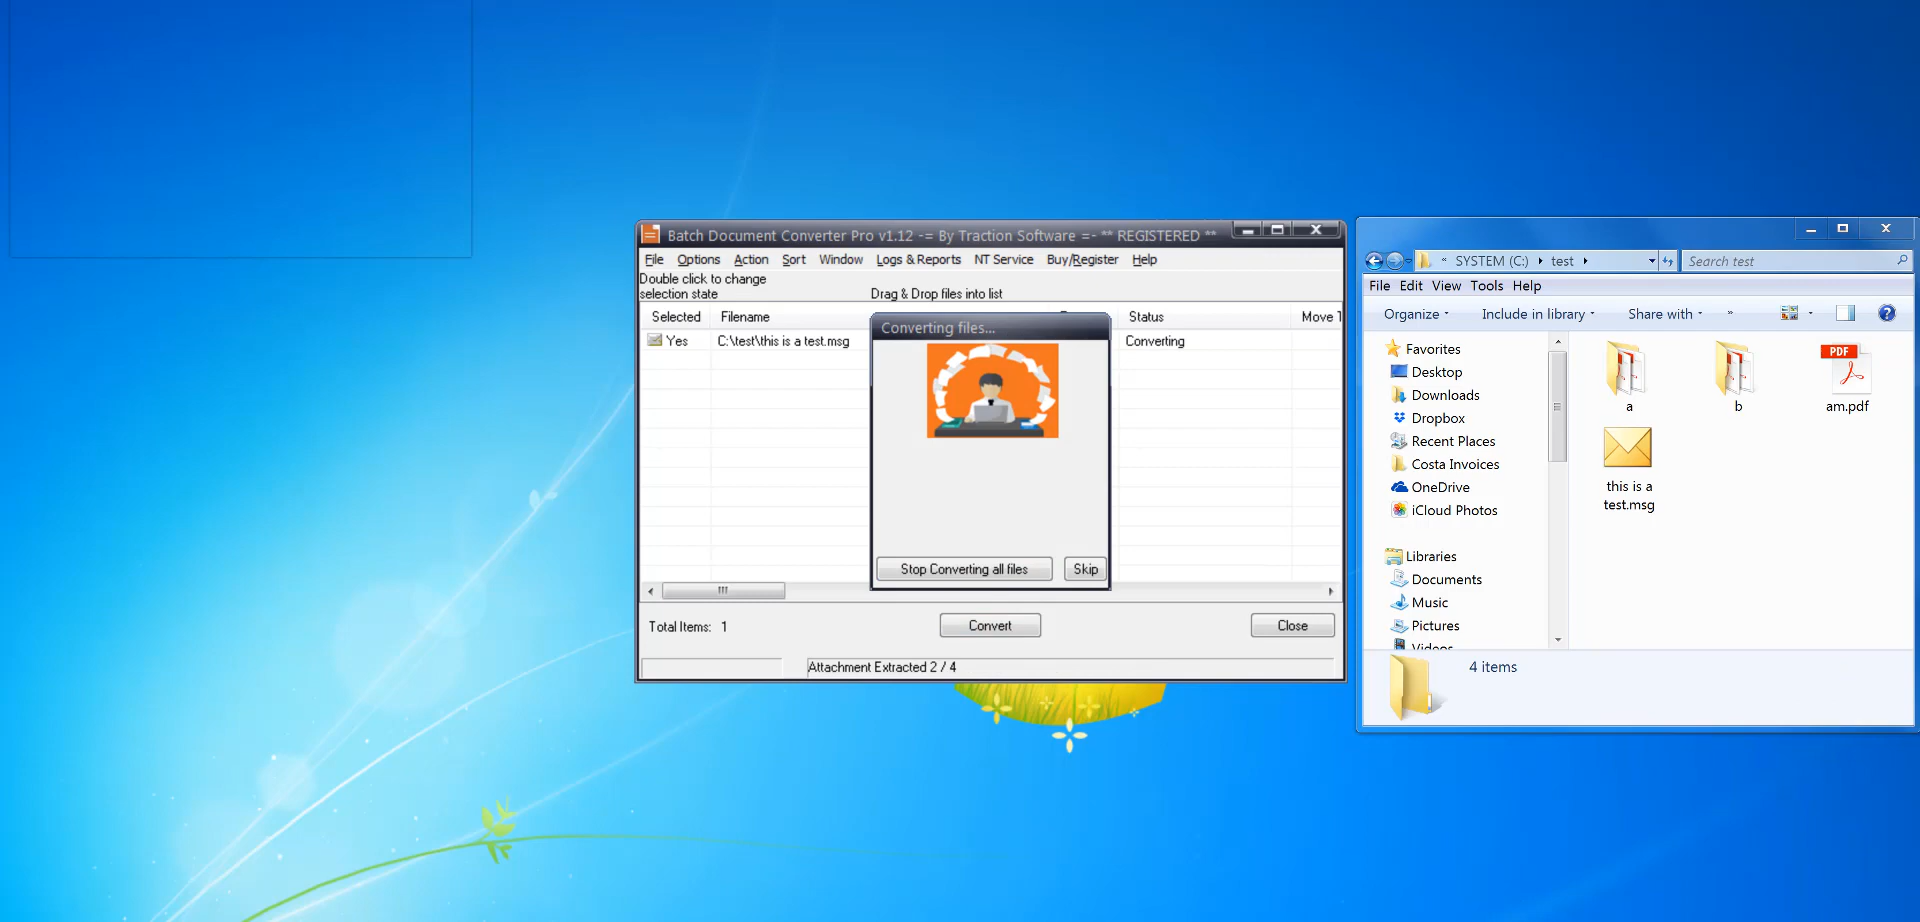 Batch Document Converter Pro v1.12 -= By Traction Software =- ** REGISTERED **
File Options Action Sort Window Logs & Reports NT Service Buy/Register Help
Double click to change
selection state
Drag & Drop files into list
Selected Filename Status Move
Yes C:\test\this is a test.msg Converting
Converting files...
Stop Converting all files Skip
Total Items: 1 Convert Close
Attachment Extracted 2 / 4
« SYSTEM (C:) test Search test
File Edit View Tools Help
Organize Include in library Share with »
Favorites
Desktop
Downloads
Dropbox
Recent Places
Costa Invoices
OneDrive
iCloud Photos
Libraries
Documents
Music
Pictures
Videos
a
b
PDF
am.pdf
this is a
test.msg
4 items